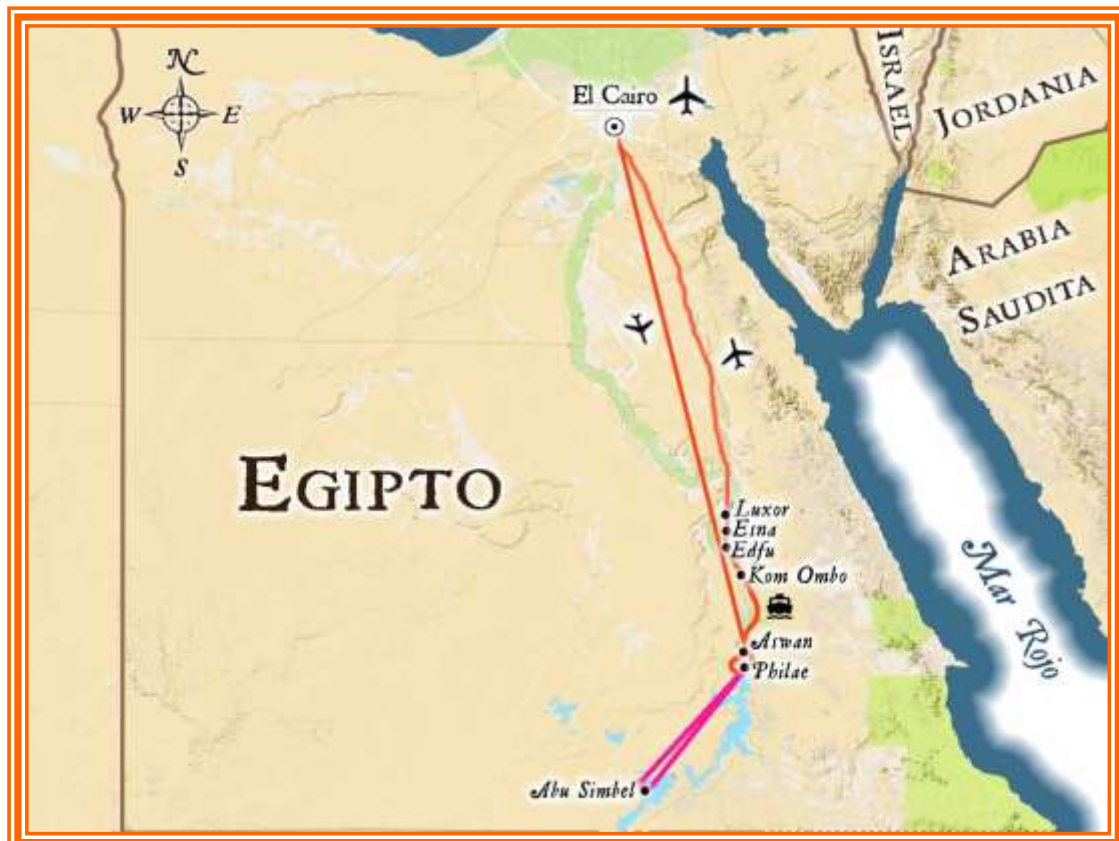 N
W E
S
El Cairo
ISRAEL
JORDANIA
ARABIA
SAUDITA
EGIPTO
Luxor
Esna
Edfu
Kom Ombo
Aswan
Philae
Abu Simbel
Mar Rojo